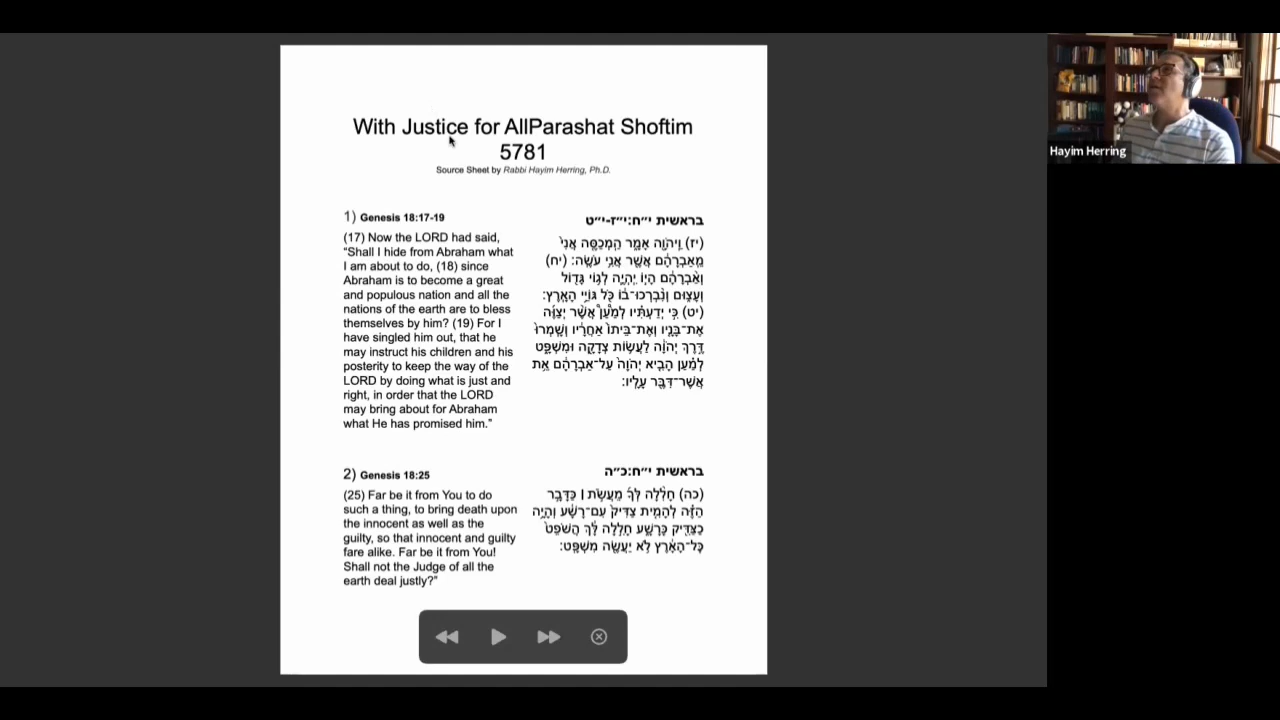 With Justice for AllParashat Shoftim
5781
Source Sheet by Rabbi Hayim Herring, Ph.D.
1) Genesis 18:17-19
(17) Now the LORD had said,
“Shall I hide from Abraham what
I am about to do, (18) since
Abraham is to become a great
and populous nation and all the
nations of the earth are to bless
themselves by him? (19) For I
have singled him out, that he
may instruct his children and his
posterity to keep the way of the
LORD by doing what is just and
right, in order that the LORD
may bring about for Abraham
what He has promised him.”
בראשית י״ח:י״ז-י״ט
(יז) וַֽיהֹוָ֖ה אָמָ֑ר הַֽמְכַסֶּ֤ה אֲנִי֙
מֵֽאַבְרָהָ֔ם אֲשֶׁ֖ר אֲנִ֥י עֹשֶֽׂה׃ (יח)
וְאַ֨בְרָהָ֔ם הָי֧וֹ יִֽהְיֶ֛ה לְג֥וֹי גָּד֖וֹל
וְעָצ֑וּם וְנִ֨בְרְכוּ־ב֔וֹ כֹּ֖ל גּוֹיֵ֥י הָאָֽרֶץ׃
(יט) כִּ֣י יְדַעְתִּ֗יו לְמַ֩עַן֩ אֲשֶׁ֨ר יְצַוֶּ֜ה
אֶת־בָּנָ֤יו וְאֶת־בֵּיתוֹ֙ אַחֲרָ֔יו וְשָֽׁמְרוּ֙
דֶּ֣רֶךְ יְהֹוָ֔ה לַעֲשׂ֥וֹת צְדָקָ֖ה וּמִשְׁפָּ֑ט
לְמַ֗עַן הָבִ֤יא יְהֹוָה֙ עַל־אַבְרָהָ֔ם אֵ֥ת
אֲשֶׁר־דִּבֶּ֖ר עָלָֽיו׃
2) Genesis 18:25
(25) Far be it from You to do
such a thing, to bring death upon
the innocent as well as the
guilty, so that innocent and guilty
fare alike. Far be it from You!
Shall not the Judge of all the
earth deal justly?”
בראשית י״ח:כ״ה
(כה) חָלִ֨לָה לְּךָ֜ מֵעֲשֹׂ֣ת ׀ כַּדָּבָ֣ר
הַזֶּ֗ה לְהָמִ֤ית צַדִּיק֙ עִם־רָשָׁ֔ע וְהָיָ֥ה
כַצַּדִּ֖יק כָּרָשָׁ֑ע חָלִ֣לָה לָּ֔ךְ הֲשֹׁפֵט֙
כׇּל־הָאָ֔רֶץ לֹ֥א יַעֲשֶׂ֖ה מִשְׁפָּֽט׃
Hayim Herring